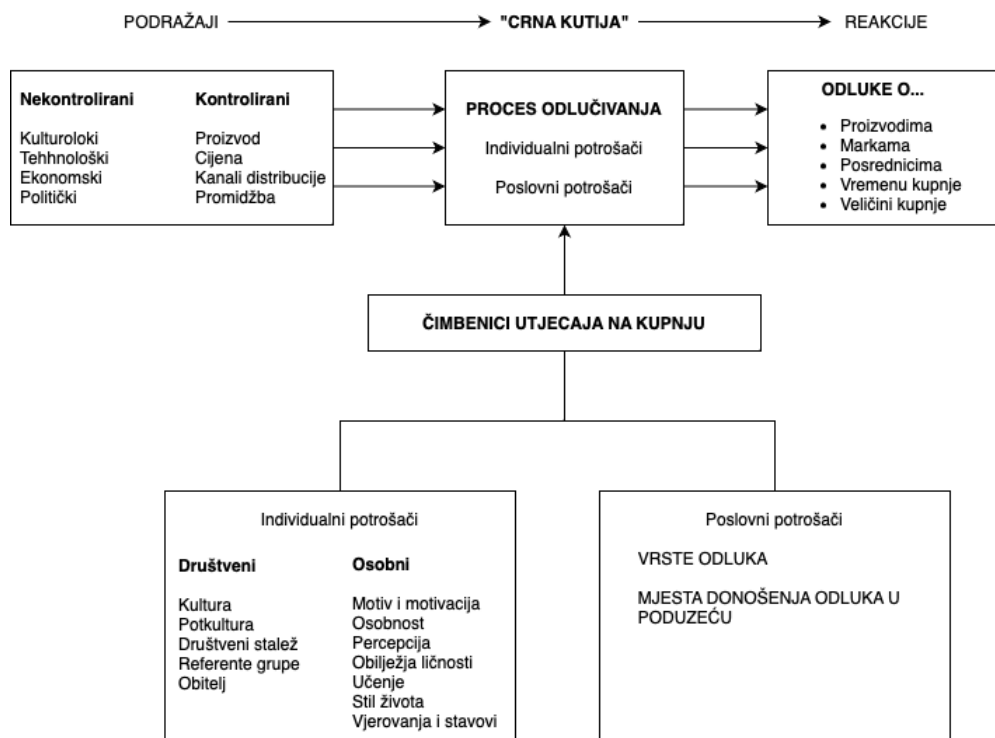 PODRAŽAJI
"CRNA KUTIJA"
REAKCIJE
Nekontrolirani
Kulturoloki
Tehhnološki
Ekonomski
Politički
Kontrolirani
Proizvod
Cijena
Kanali distribucije
Promidžba
PROCES ODLUČIVANJA
Individualni potrošači
Poslovni potrošači
ODLUKE O...
Proizvodima
Markama
Posrednicima
Vremenu kupnje
Veličini kupnje
ČIMBENICI UTJECAJA NA KUPNJU
Individualni potrošači
Društveni
Kultura
Potkultura
Društveni stalež
Referente grupe
Obitelj
Osobni
Motiv i motivacija
Osobnost
Percepcija
Obilježja ličnosti
Učenje
Stil života
Vjerovanja i stavovi
Poslovni potrošači
VRSTE ODLUKA
MJESTA DONOŠENJA ODLUKA U
PODUZEĆU